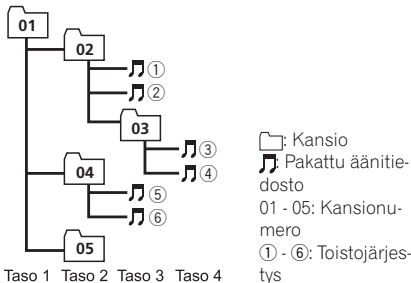 01
02
①
②
03
③
④
04
⑤
⑥
05
Taso 1 Taso 2 Taso 3 Taso 4
: Kansio
: Pakattu äänitie-
dosto
01 - 05: Kansionu-
mero
① - ⑥: Toistojärjes-
tys